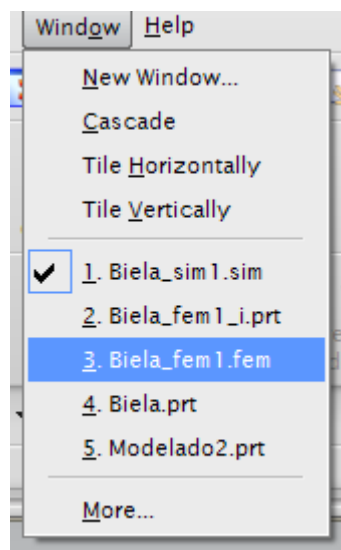 Window Help
New Window...
Cascade
Tile Horizontally
Tile Vertically
1. Biela_sim1.sim
2. Biela_fem1_i.prt
3. Biela_fem1.fem
4. Biela.prt
5. Modelado2.prt
More...